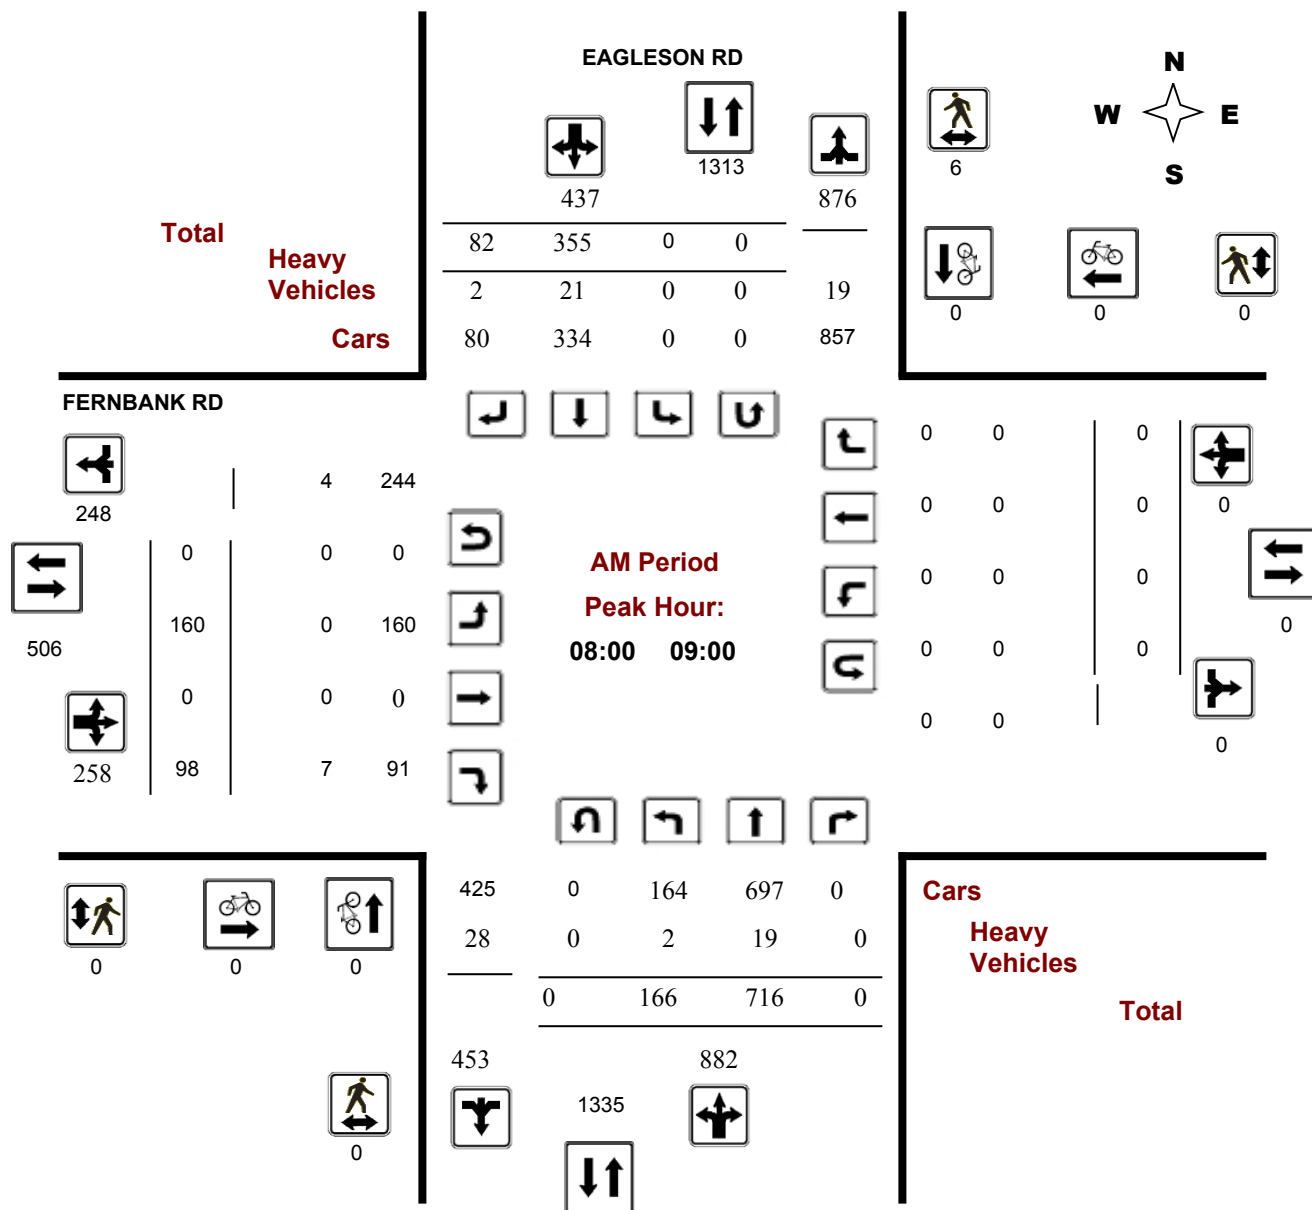 EAGLESON RD
N
W E
S
1313
6
437 876
Total
82 355 0 0
Heavy
Vehicles
2 21 0 0 19
0 0 0
Cars
80 334 0 0 857
FERNBANK RD
0 0 0
4 244
248
0 0 0 0
0 0 0
AM Period
0 0 0
Peak Hour:
160 0 160
0
506
08:00 09:00
0 0 0
0 0 0
0 0
0
258 98 7 91
425 0 164 697 0
Cars
28 0 2 19 0
Heavy
Vehicles
0 0 0
0 166 716 0
Total
453 882
1335
0